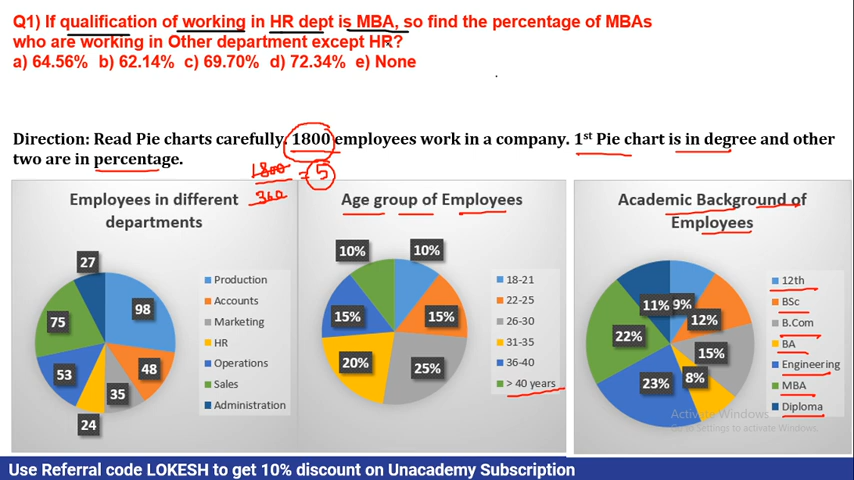 Q1) If qualification of working in HR dept is MBA, so find the percentage of MBAs
who are working in Other department except HR?
a) 64.56% b) 62.14% c) 69.70% d) 72.34% e) None
Direction: Read Pie charts carefully. 1800 employees work in a company. 1st Pie chart is in degree and other
two are in percentage.
1800
360
= 5
Employees in different
departments
27
98
75
48
53
35
24
Production
Accounts
Marketing
HR
Operations
Sales
Administration
Age group of Employees
10%
10%
15%
15%
20%
25%
18-21
22-25
26-30
31-35
36-40
> 40 years
Academic Background of
Employees
11%
9%
12%
22%
15%
23%
8%
12th
BSc
B.Com
BA
Engineering
MBA
Diploma
Activate Windows
Go to Settings to activate Windows.
Use Referral code LOKESH to get 10% discount on Unacademy Subscription